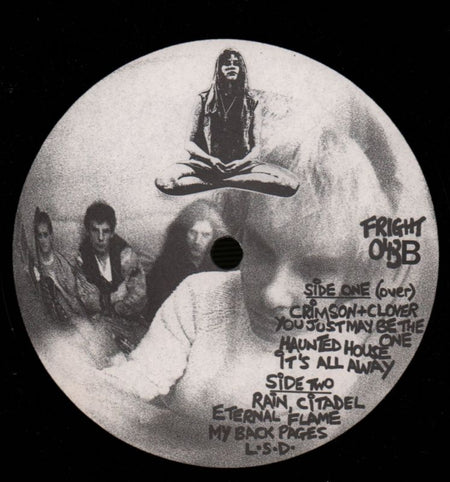 FRIGHT
043B
SIDE ONE (over)
CRIMSON+CLOVER
YOU JUST MAY BE THE
ONE
HAUNTED HOUSE
IT'S ALL AWAY
SIDE TWO
RAIN, CITADEL
ETERNAL FLAME
MY BACK PAGES
L.S.D.